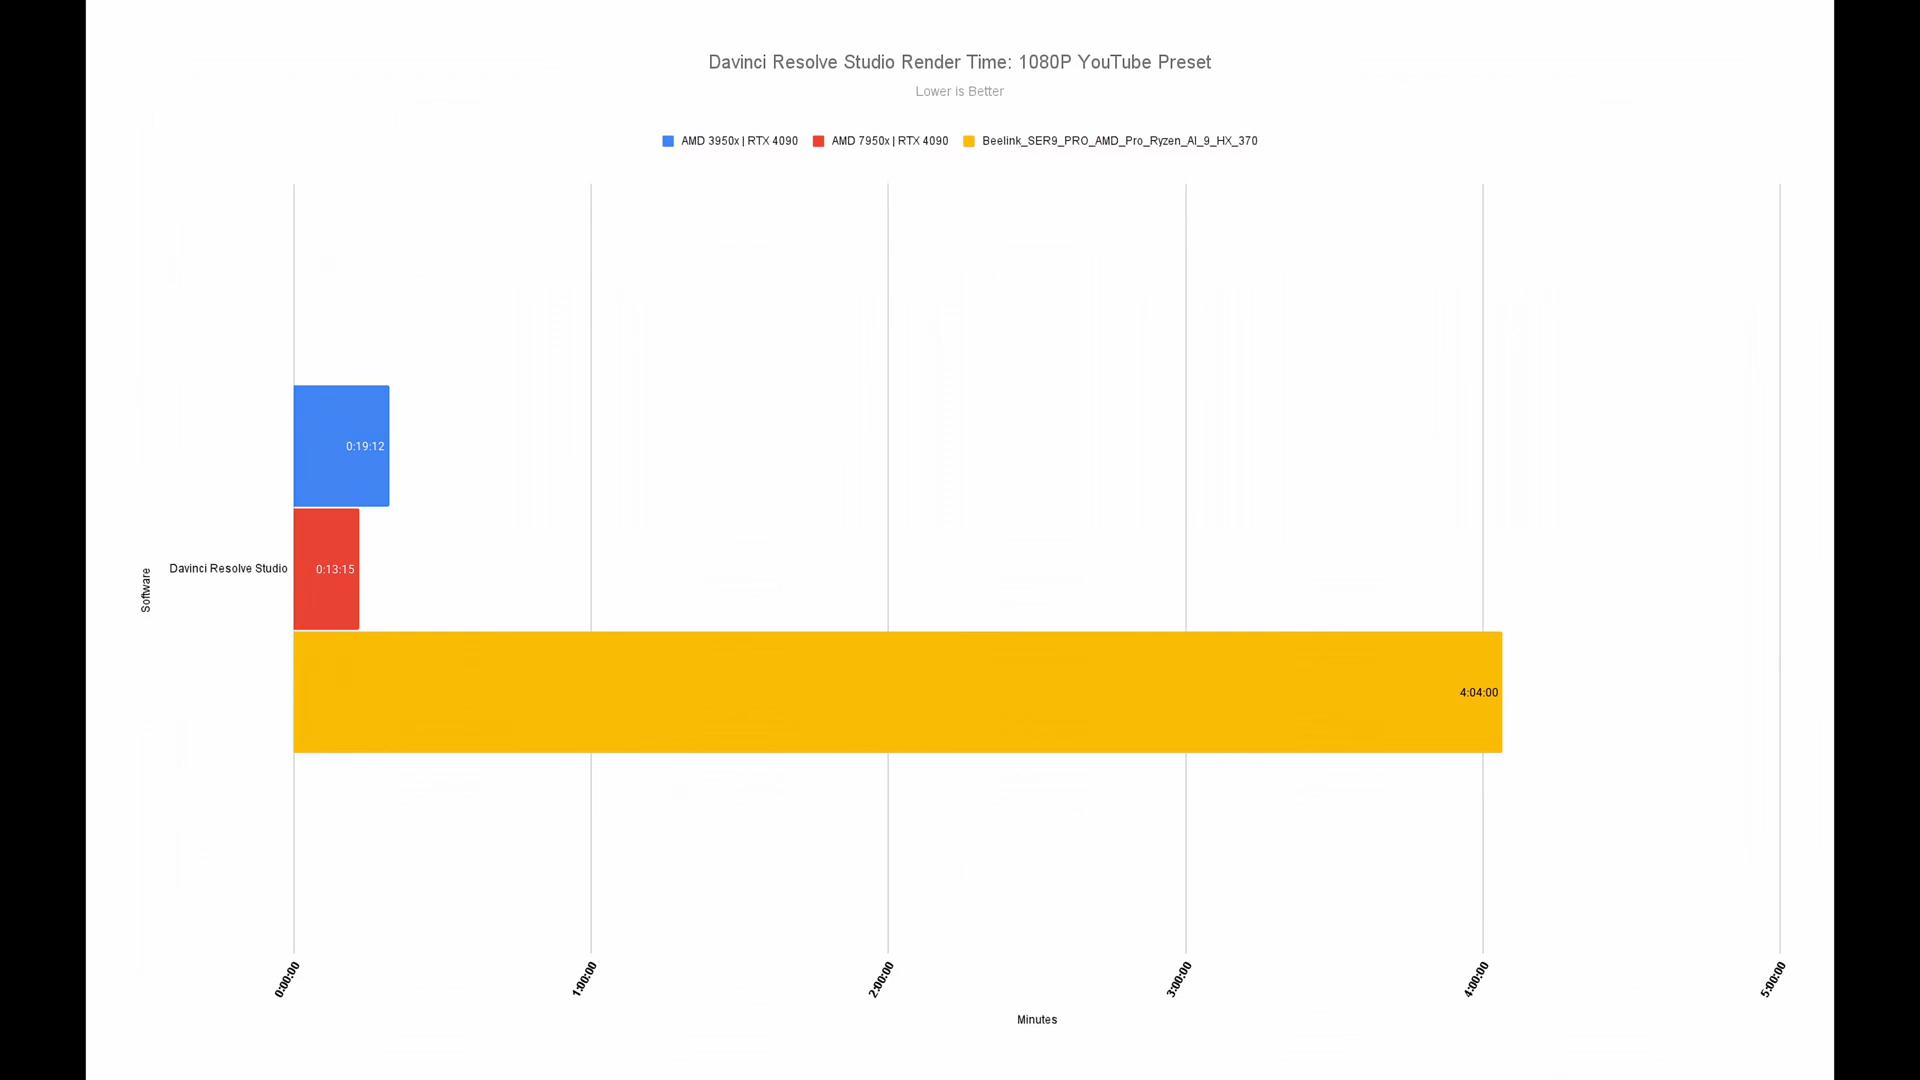 Davinci Resolve Studio Render Time: 1080P YouTube Preset
Lower is Better
AMD 3950x | RTX 4090
AMD 7950x | RTX 4090
Beelink_SER9_PRO_AMD_Pro_Ryzen_AI_9_HX_370
0:19:12
Software
Davinci Resolve Studio
0:13:15
4:04:00
0:00:00
1:00:00
2:00:00
3:00:00
4:00:00
5:00:00
Minutes